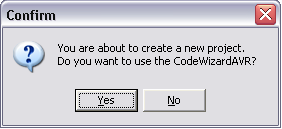 Confirm
You are about to create a new project.
Do you want to use the CodeWizardAVR?
Yes No